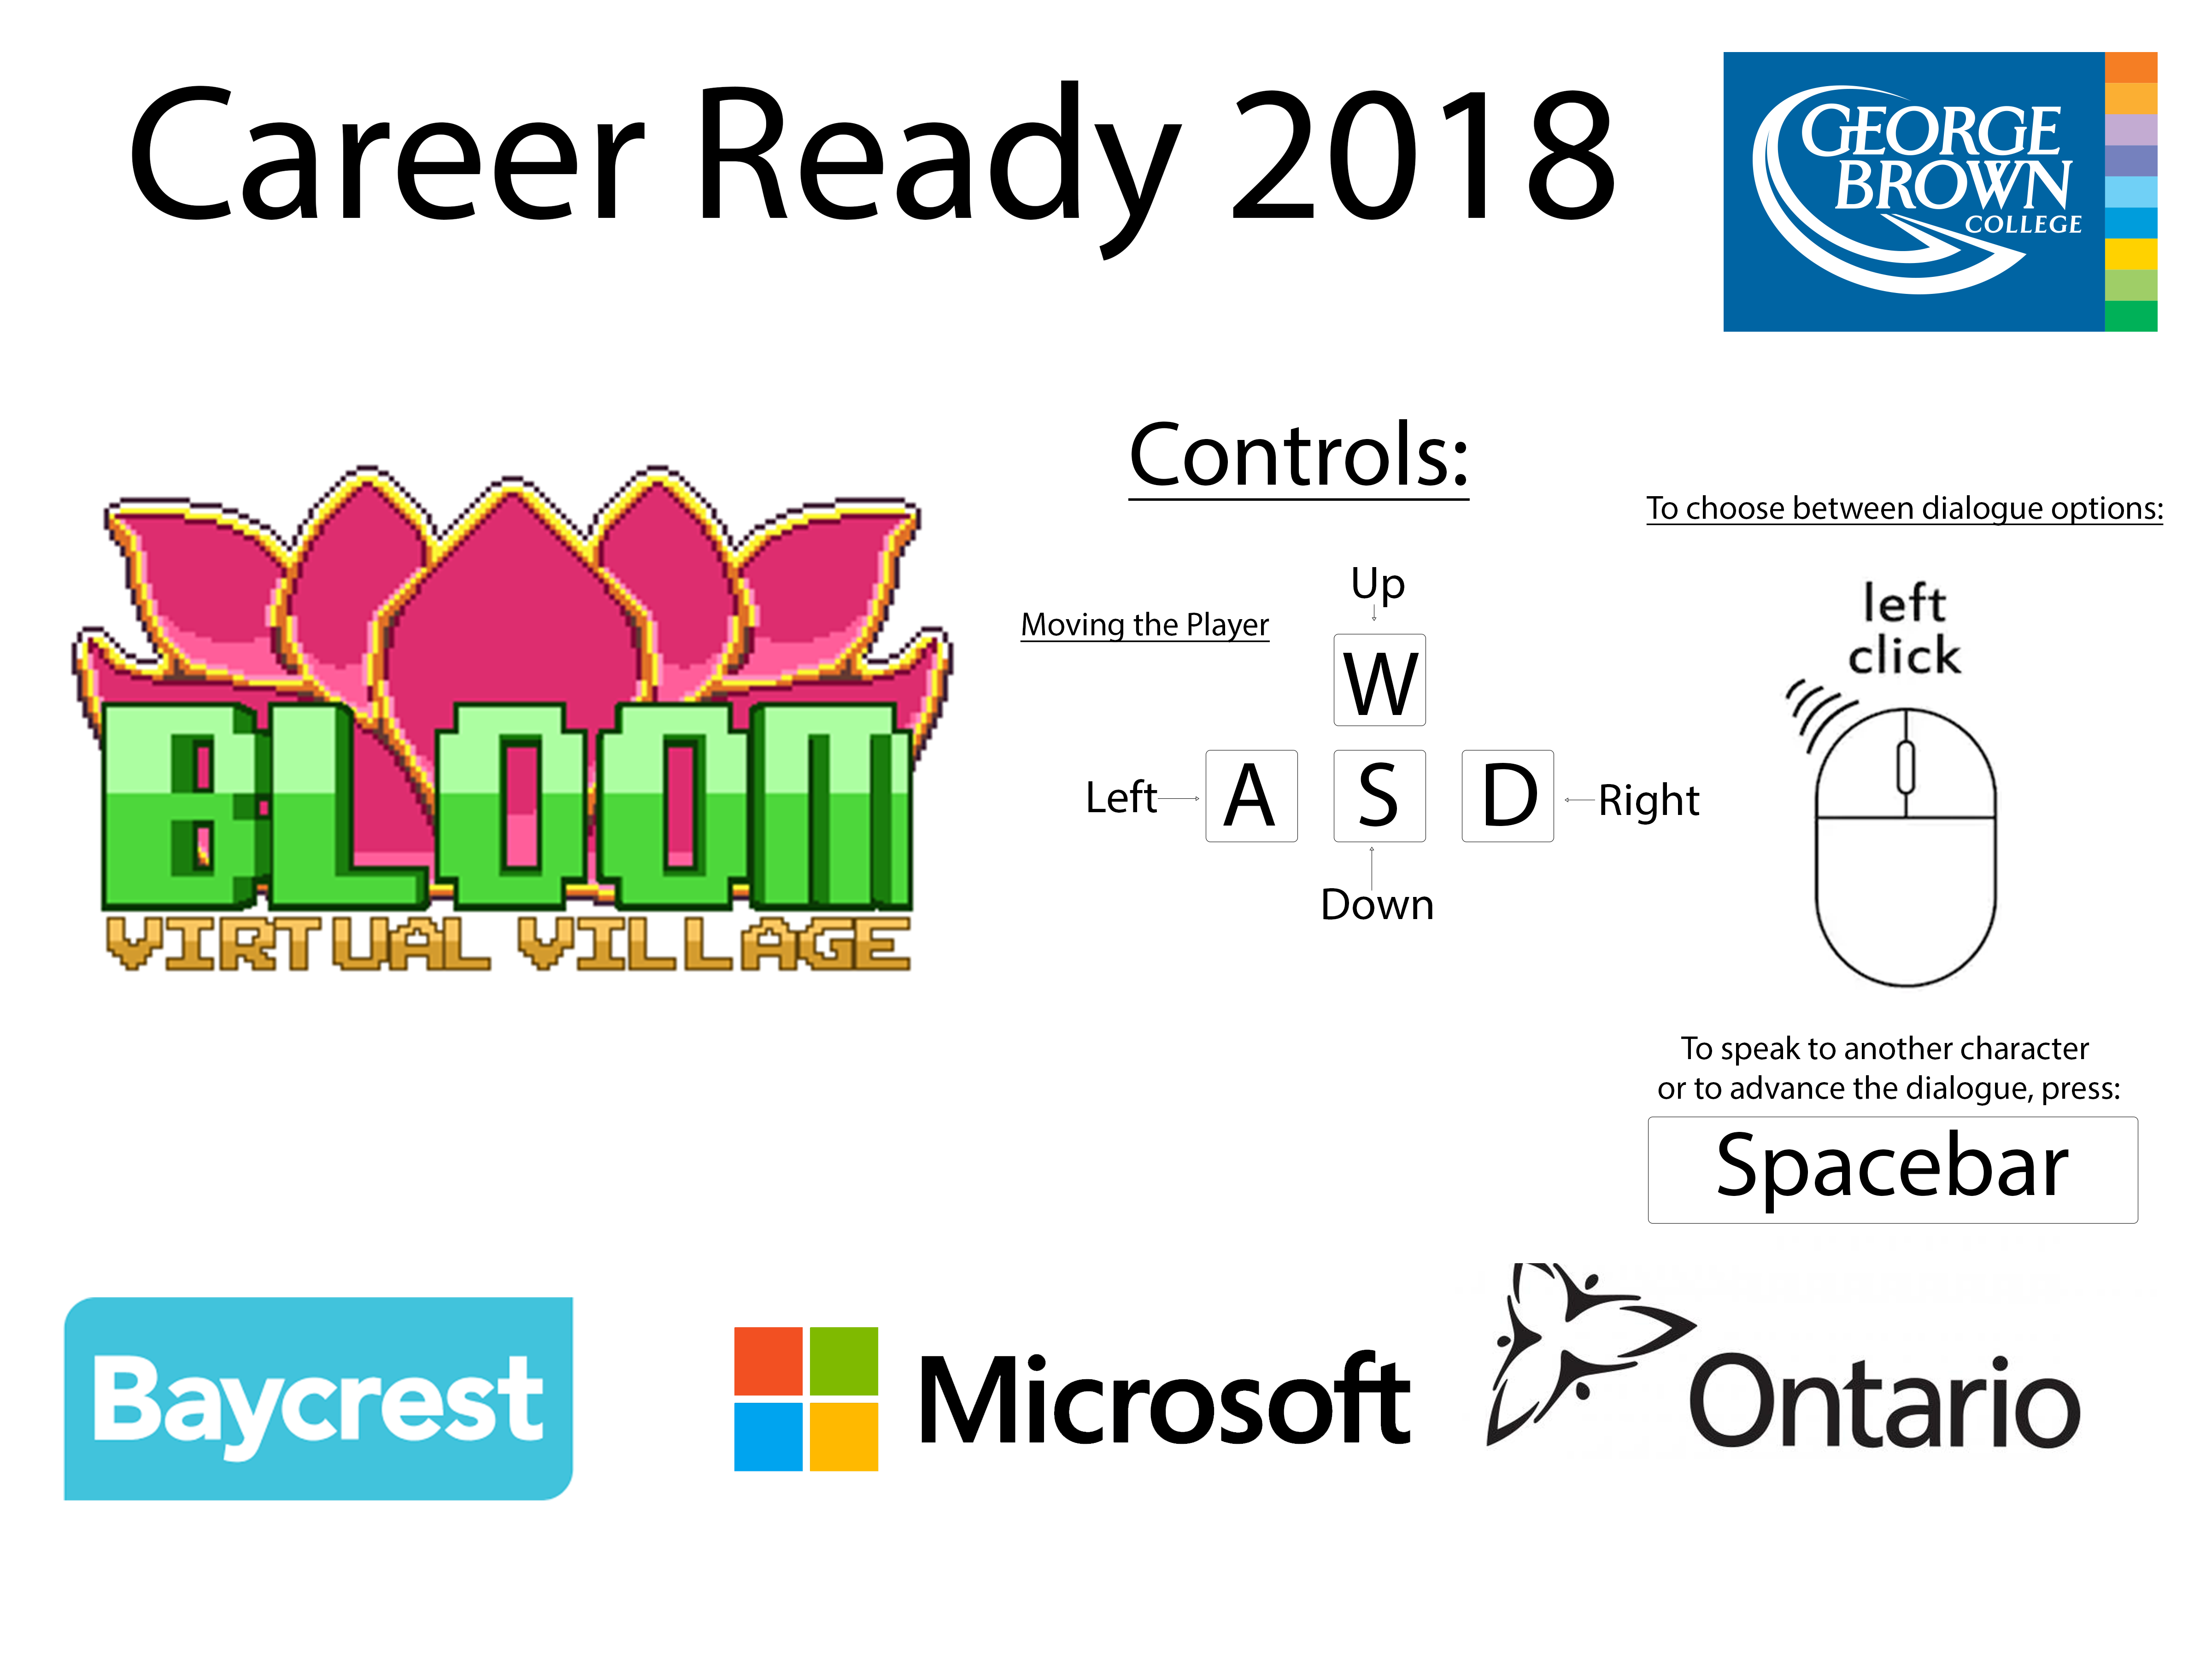 Career Ready 2018
GEORGE
BROWN
COLLEGE
Controls:
To choose between dialogue options:
Up
left
click
Moving the Player
W
Left
A
S
D
Right
Down
BLOOM
VIRTUAL VILLAGE
To speak to another character
or to advance the dialogue, press:
Spacebar
Baycrest
Microsoft
Ontario